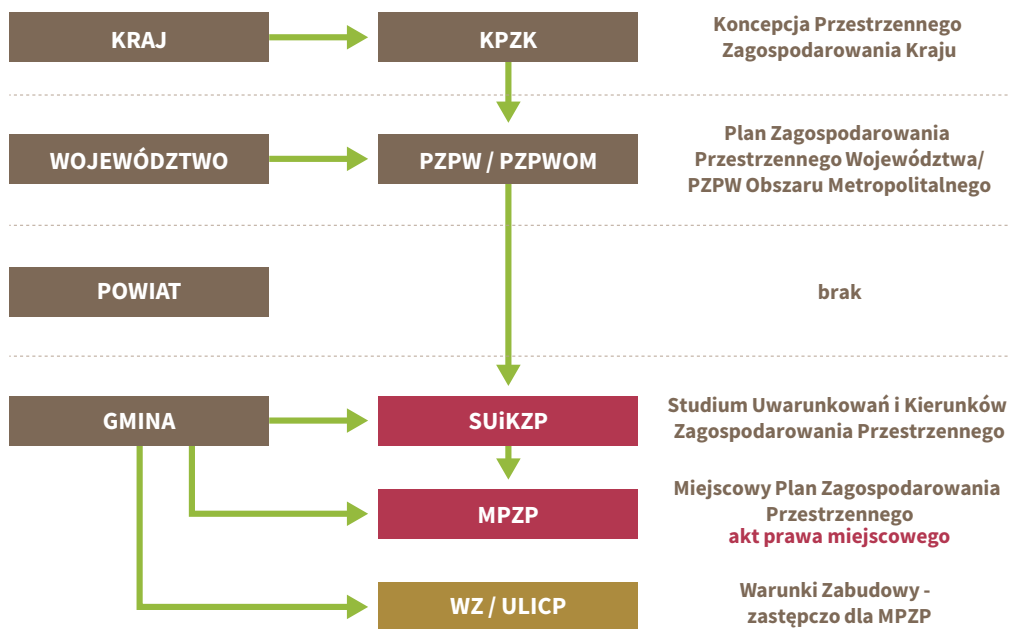 KRAJ
KPZK
Koncepcja Przestrzennego
Zagospodarowania Kraju
WOJEWÓDZTWO
PZPW / PZPWOM
Plan Zagospodarowania
Przestrzennego Województwa/
PZPW Obszaru Metropolitalnego
POWIAT
brak
GMINA
SUiKZP
Studium Uwarunkowań i Kierunków
Zagospodarowania Przestrzennego
MPZP
Miejscowy Plan Zagospodarowania
Przestrzennego
akt prawa miejscowego
WZ / ULICP
Warunki Zabudowy -
zastępczo dla MPZP